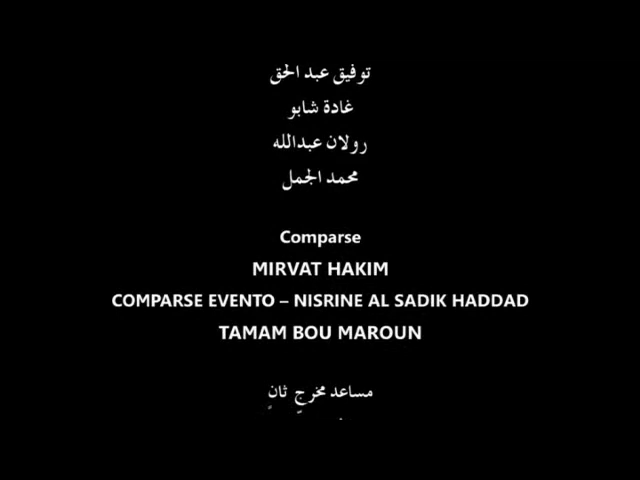 توفيق عبد الحق
غادة شابو
رولان عبدالله
محمد الجمل
Comparse
MIRVAT HAKIM
COMPARSE EVENTO – NISRINE AL SADIK HADDAD
TAMAM BOU MAROUN
مساعد مخرج ثانٍ